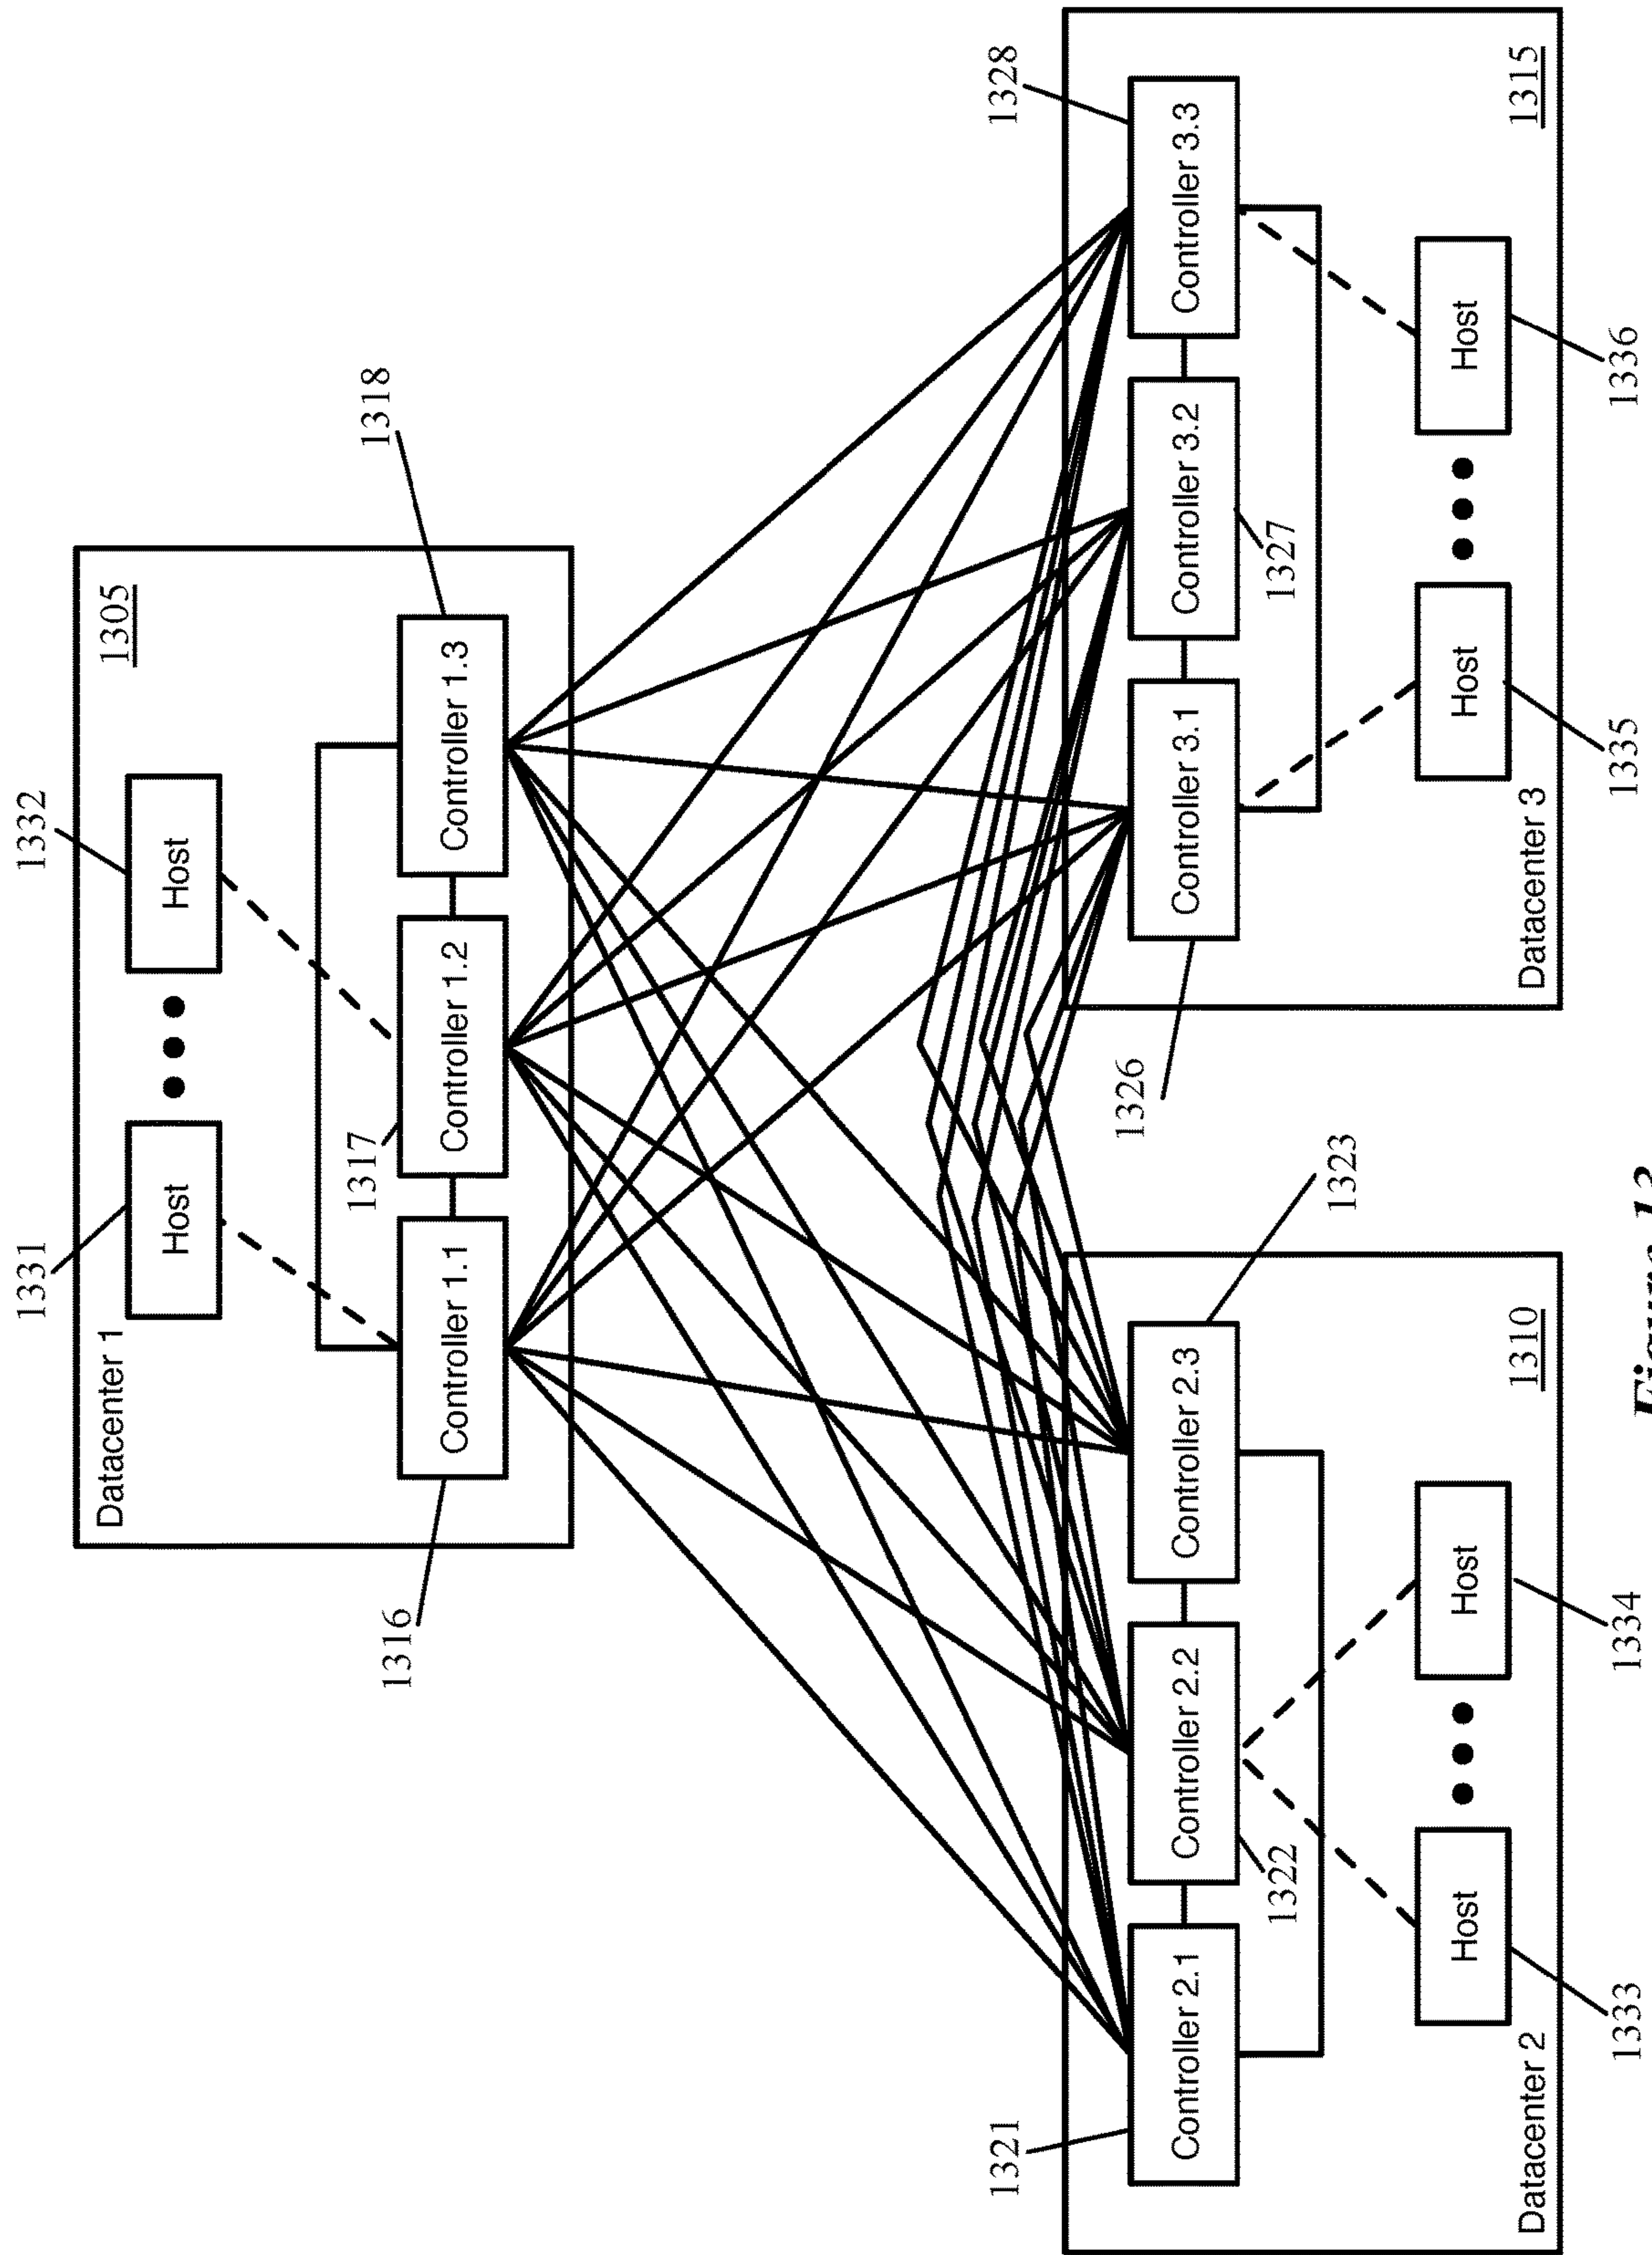 Datacenter 1
1305
1331
1332
Host
Host
1317
1318
Controller 1.1
Controller 1.2
Controller 1.3
1316
1321
Controller 2.1
Controller 2.2
Controller 2.3
1322
1323
Host
Host
1333
1334
Datacenter 2
1310
1326
1328
Controller 3.1
Controller 3.2
Controller 3.3
1327
Host
Host
1335
1336
Datacenter 3
1315
Figure 13